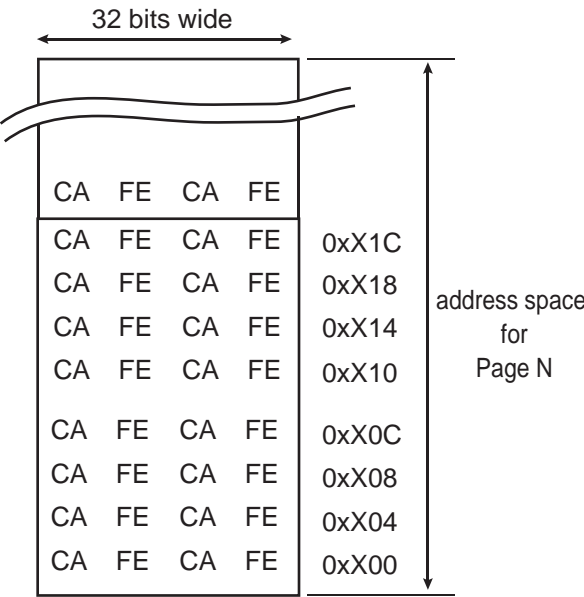 32 bits wide
CA FE CA FE
CA FE CA FE 0xX1C
CA FE CA FE 0xX18
CA FE CA FE 0xX14
CA FE CA FE 0xX10
CA FE CA FE 0xX0C
CA FE CA FE 0xX08
CA FE CA FE 0xX04
CA FE CA FE 0xX00
address space
for
Page N